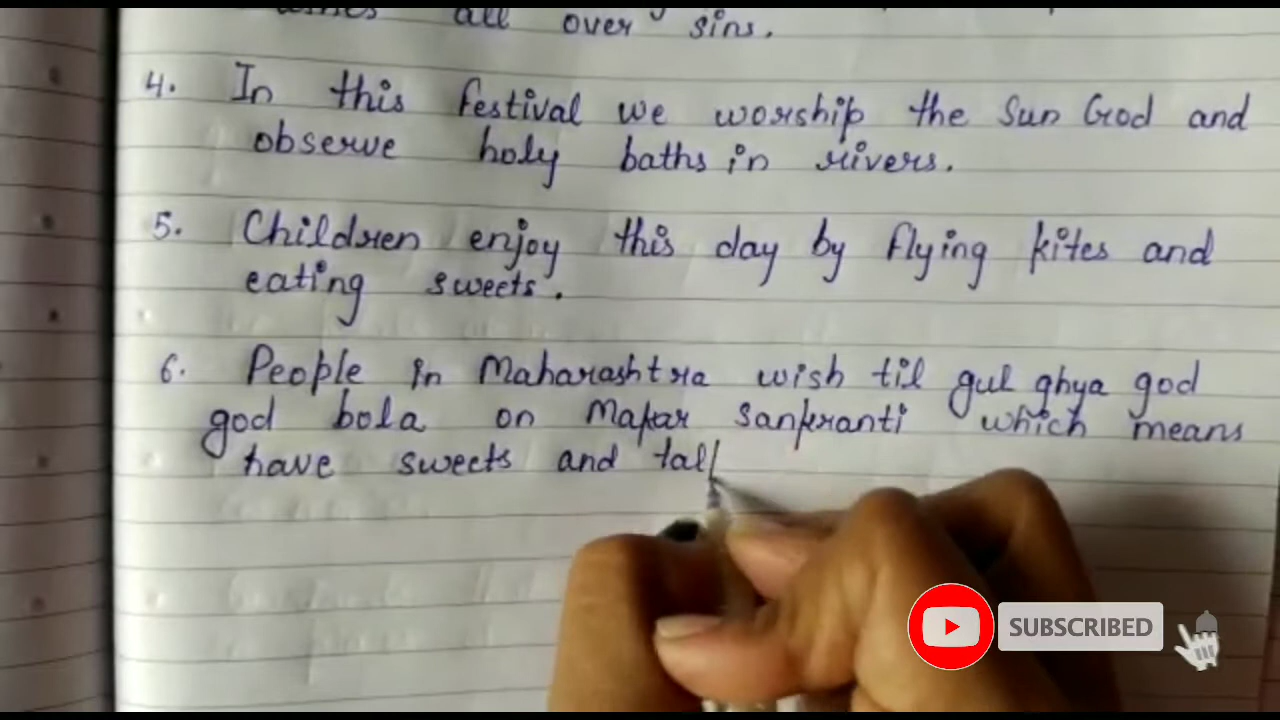 all over sins.
4. In this festival we worship the Sun God and
observe holy baths in rivers.
5. Children enjoy this day by flying kites and
eating sweets.
6. People in Maharashtra wish til gul ghya god
god bola on Makar Sankranti which means
have sweets and tal
SUBSCRIBED